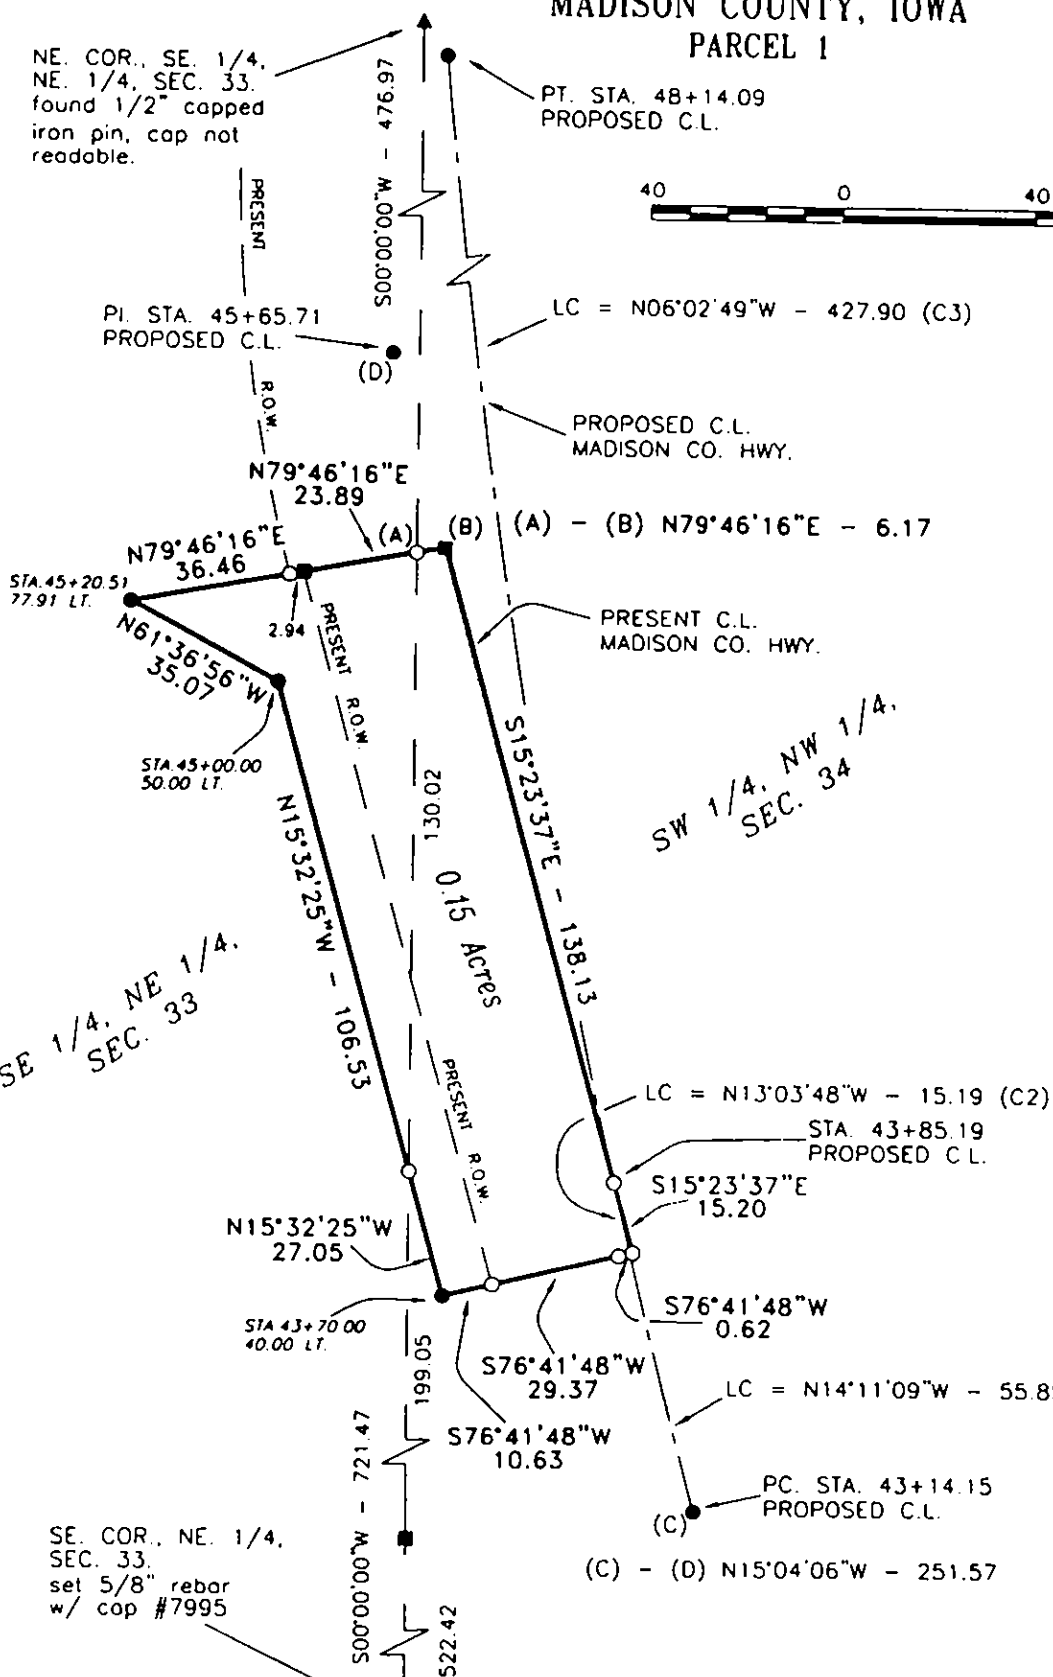 MADISON COUNTY, IOWA
PARCEL 1
NE. COR., SE. 1/4,
NE. 1/4, SEC. 33.
found 1/2" capped
iron pin, cap not
readable.
S00°00'00"W - 476.97
PT. STA. 48+14.09
PROPOSED C.L.
40 0 40
PRESENT
R.O.W.
PI. STA. 45+65.71
PROPOSED C.L.
(D)
LC = N06°02'49"W - 427.90 (C3)
PROPOSED C.L.
MADISON CO. HWY.
N79°46'16"E
23.89
(A)
(B)
(A) - (B) N79°46'16"E - 6.17
N79°46'16"E
36.46
STA.45+20.51
77.91 LT.
2.94
N61°36'56"W
35.07
PRESENT
R.O.W.
PRESENT C.L.
MADISON CO. HWY.
STA.45+00.00
50.00 LT.
S15°23'37"E - 138.13
SW 1/4, NW 1/4.
SEC. 34
130.02
N15°32'25"W - 106.53
0.15 Acres
SE 1/4, NE 1/4.
SEC. 33
PRESENT
R.O.W.
LC = N13°03'48"W - 15.19 (C2)
STA. 43+85.19
PROPOSED C.L.
S15°23'37"E
15.20
N15°32'25"W
27.05
STA 43+70 00
40.00 LT.
S76°41'48"W
0.62
199.05
S76°41'48"W
29.37
LC = N14°11'09"W -
S76°41'48"W
10.63
S00°00'00"W - 721.47
PC. STA. 43+14.15
PROPOSED C.L.
(C)
(C) - (D) N15°04'06"W - 251.57
SE. COR., NE. 1/4,
SEC. 33.
set 5/8" rebar
w/ cap #7995
522.42